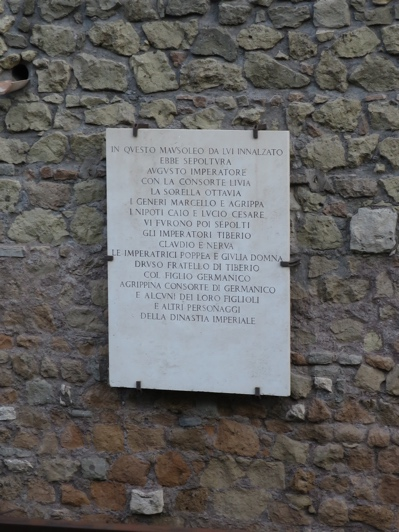 IN QVESTO MAVSOLEO DA LVI INNALZATO
EBBE SEPOLTVRA
AVGVSTO IMPERATORE
CON LA CONSORTE LIVIA
LA SORELLA OTTAVIA
I GENERI MARCELLO E AGRIPPA
I NIPOTI CAIO E LVCIO CESARE
VI FVRONO POI SEPOLTI
GLI IMPERATORI TIBERIO
CLAVDIO E NERVA
LE IMPERATRICI POPPEA E GIVLIA DOMNA
DRVSO FRATELLO DI TIBERIO
COL FIGLIO GERMANICO
AGRIPPINA CONSORTE DI GERMANICO
E ALCVNI DEI LORO FIGLIOLI
E ALTRI PERSONAGGI
DELLA DINASTIA IMPERIALE